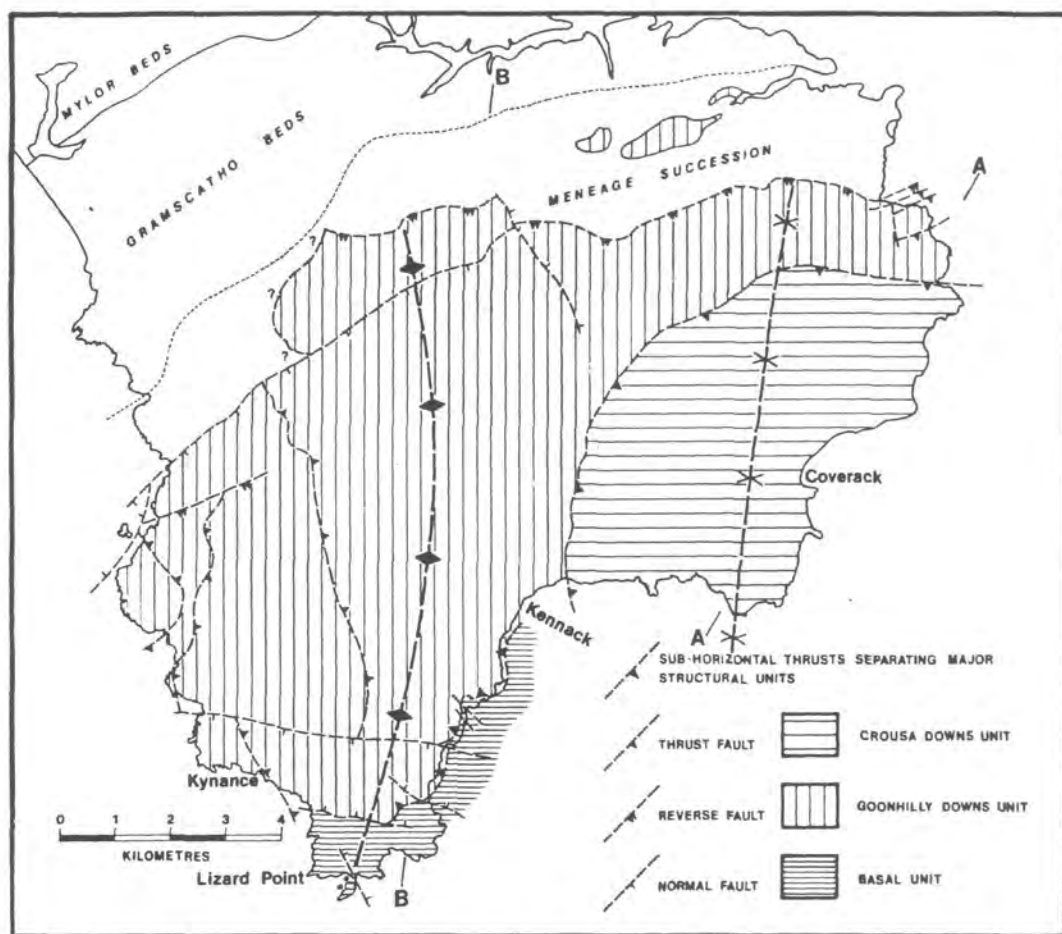 MYLOR BEDS
B
GRAMSCATHO BEDS
MENEAGE SUCCESSION
A
?
?
?
Coverack
Kennack
A
SUB-HORIZONTAL THRUSTS SEPARATING MAJOR
STRUCTURAL UNITS
THRUST FAULT
CROUSA DOWNS UNIT
Kynance
REVERSE FAULT
GOONHILLY DOWNS UNIT
0 1 2 3 4
KILOMETRES
Lizard Point
B
NORMAL FAULT
BASAL UNIT